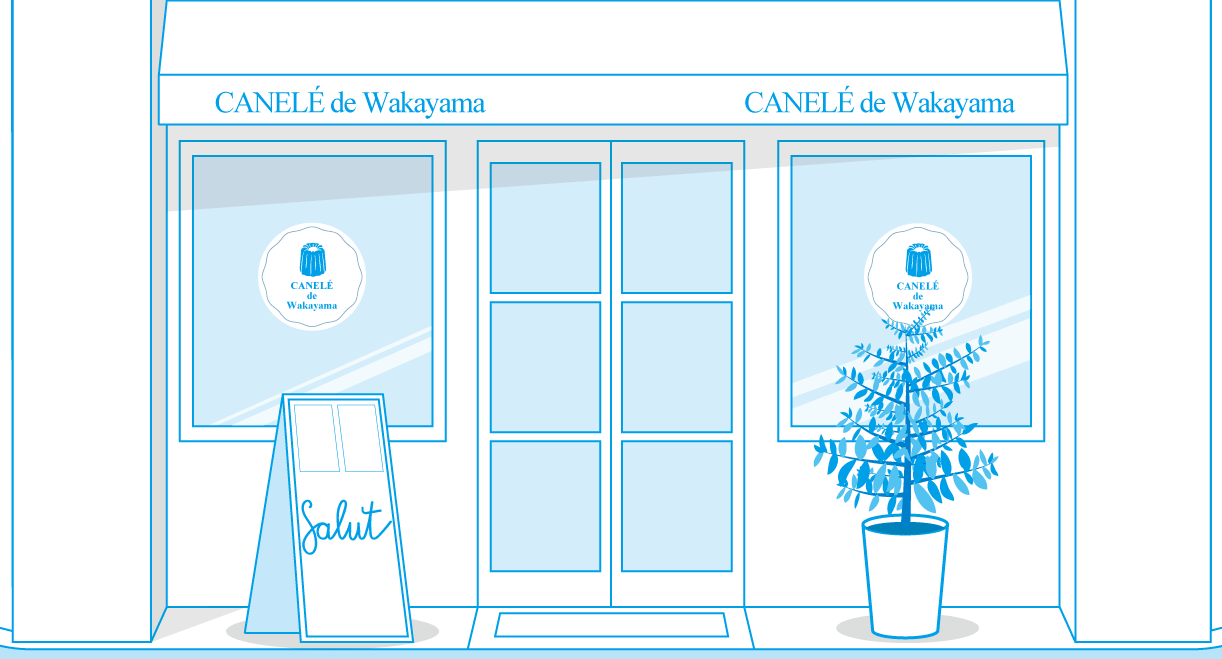 CANELÉ de Wakayama
CANELÉ de Wakayama
CANELÉ
de
Wakayama
CANELÉ
de
Wakayama
Salut